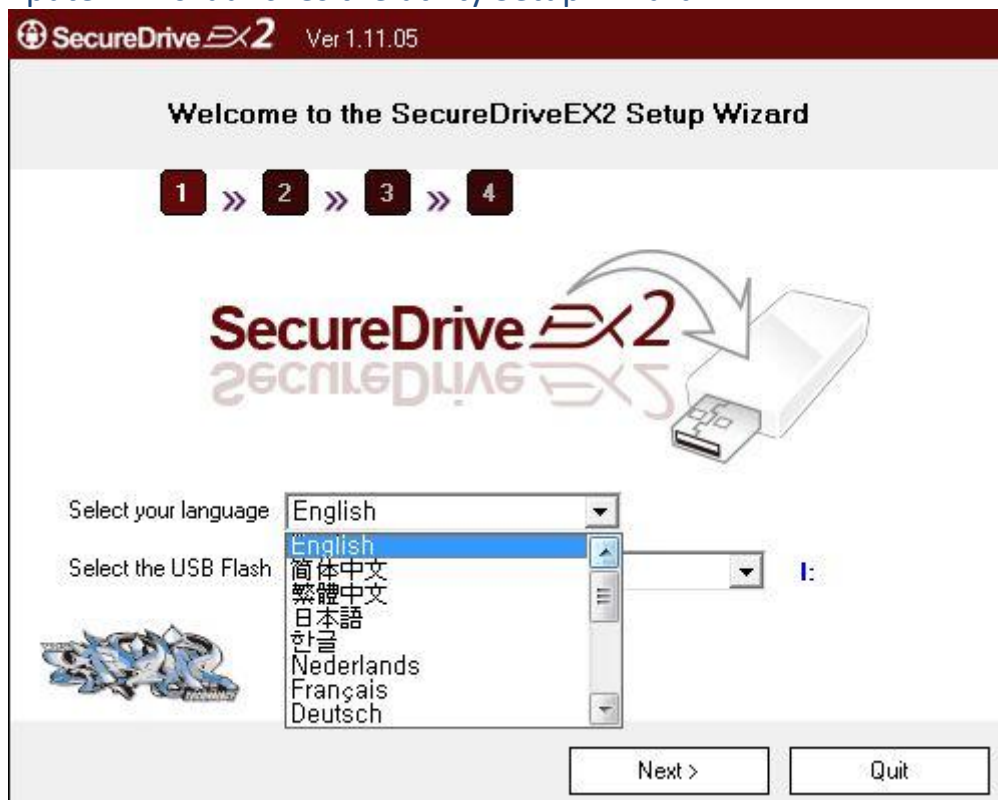 SecureDrive EX2 Ver 1.11.05
Welcome to the SecureDriveEX2 Setup Wizard
1 » 2 » 3 » 4
SecureDrive EX2
Select your language English
English
Select the USB Flash I:
简体中文
繁體中文
日本語
한글
Nederlands
Français
Deutsch
Next >
Quit